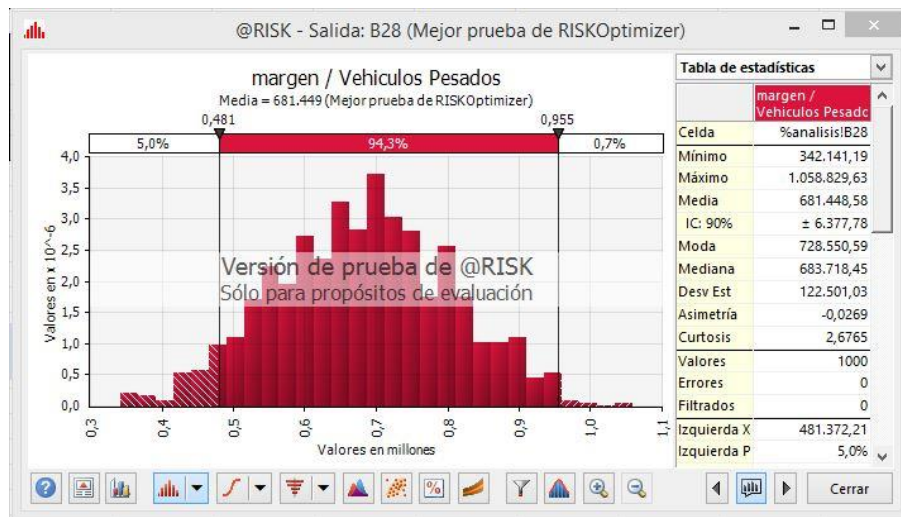 @RISK - Salida: B28 (Mejor prueba de RISKOptimizer)
margen / Vehiculos Pesados
Media = 681.449 (Mejor prueba de RISKOptimizer)
0,481 0,955
5,0% 94,3% 0,7%
4,0
3,5
3,0
2,5
2,0
1,5
1,0
0,5
0,0
Valores en x 10^-6
Versión de prueba de @RISK
Sólo para propósitos de evaluación
0,3 0,4 0,5 0,6 0,7 0,8 0,9 1,0 1,1
Valores en millones
Tabla de estadísticas
margen /
Vehiculos Pesadc
Celda %analisis!B28
Mínimo 342.141,19
Máximo 1.058.829,63
Media 681.448,58
IC: 90% ± 6.377,78
Moda 728.550,59
Mediana 683.718,45
Desv Est 122.501,03
Asimetría -0,0269
Curtosis 2,6765
Valores 1000
Errores 0
Filtrados 0
Izquierda X 481.372,21
Izquierda P 5,0%
Cerrar